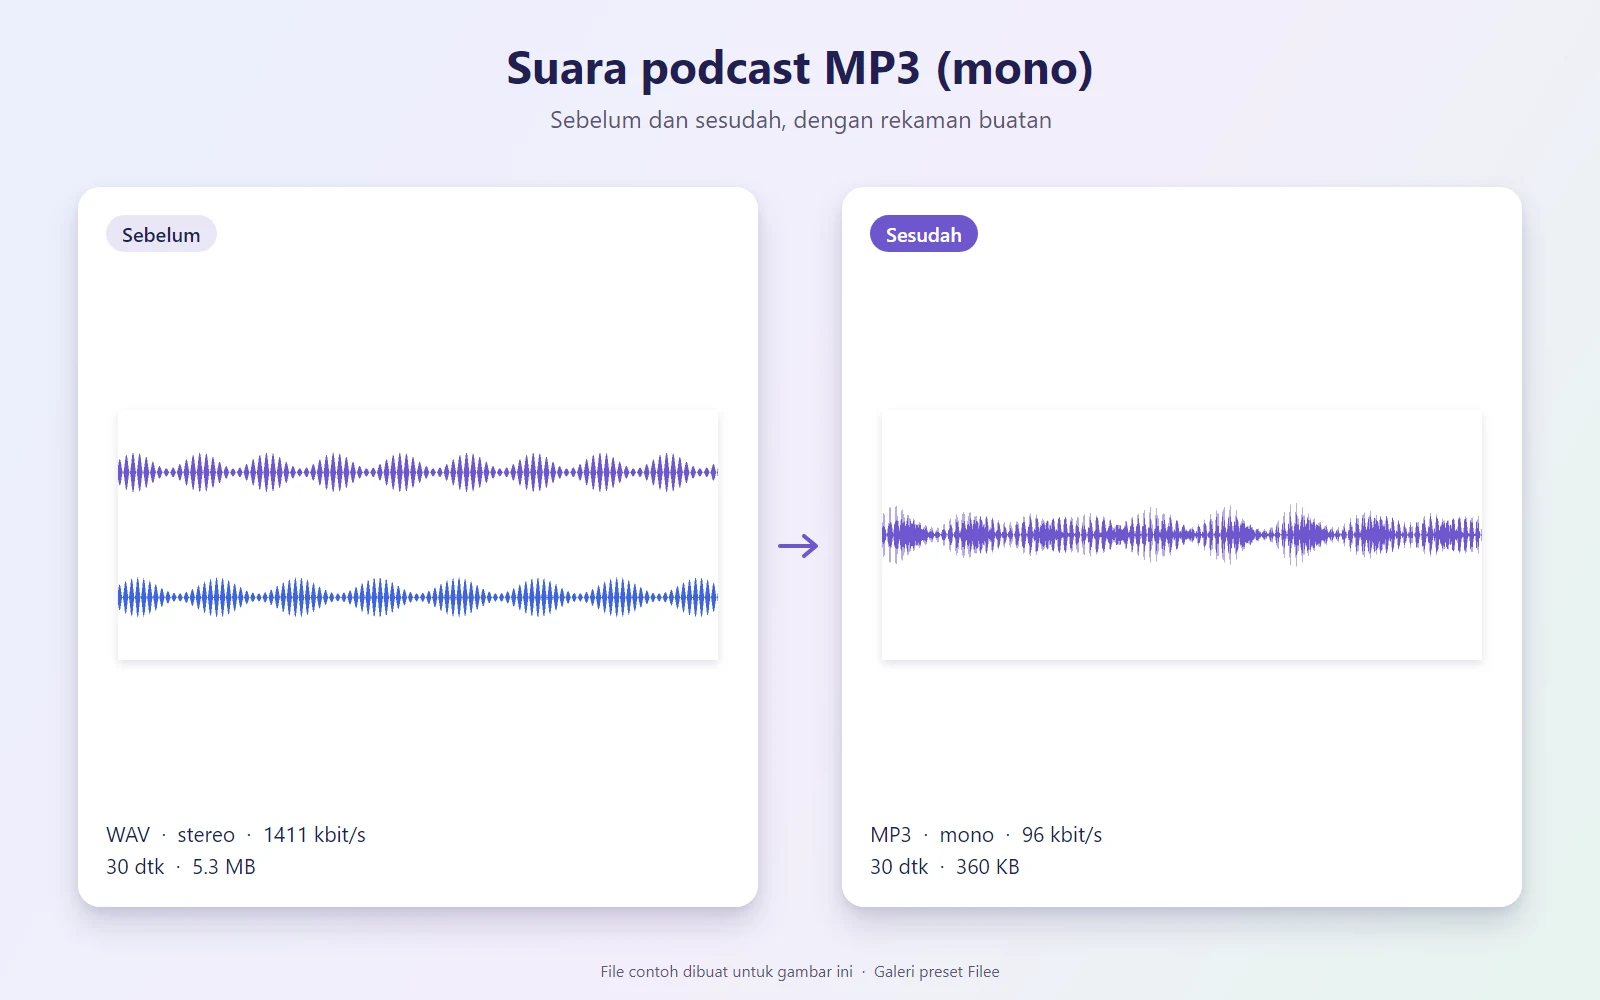 Suara podcast MP3 (mono)
Sebelum dan sesudah, dengan rekaman buatan
Sebelum
WAV · stereo · 1411 kbit/s
30 dtk · 5.3 MB
Sesudah
MP3 · mono · 96 kbit/s
30 dtk · 360 KB
File contoh dibuat untuk gambar ini · Galeri preset Filee